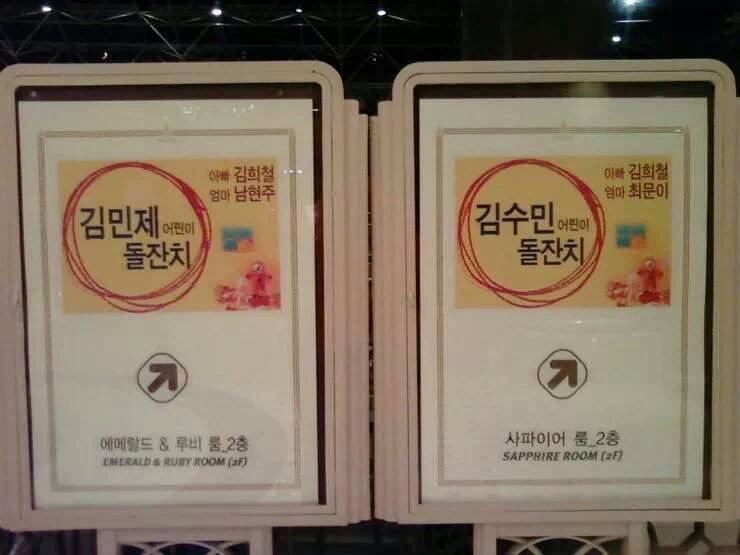 아빠 김희철
엄마 남현주
김민제 어린이
돌잔치
에메랄드 & 루비 룸_2층
EMERALD & RUBY ROOM (2F)
아빠 김희철
엄마 최문이
김수민 어린이
돌잔치
사파이어 룸_2층
SAPPHIRE ROOM (2F)